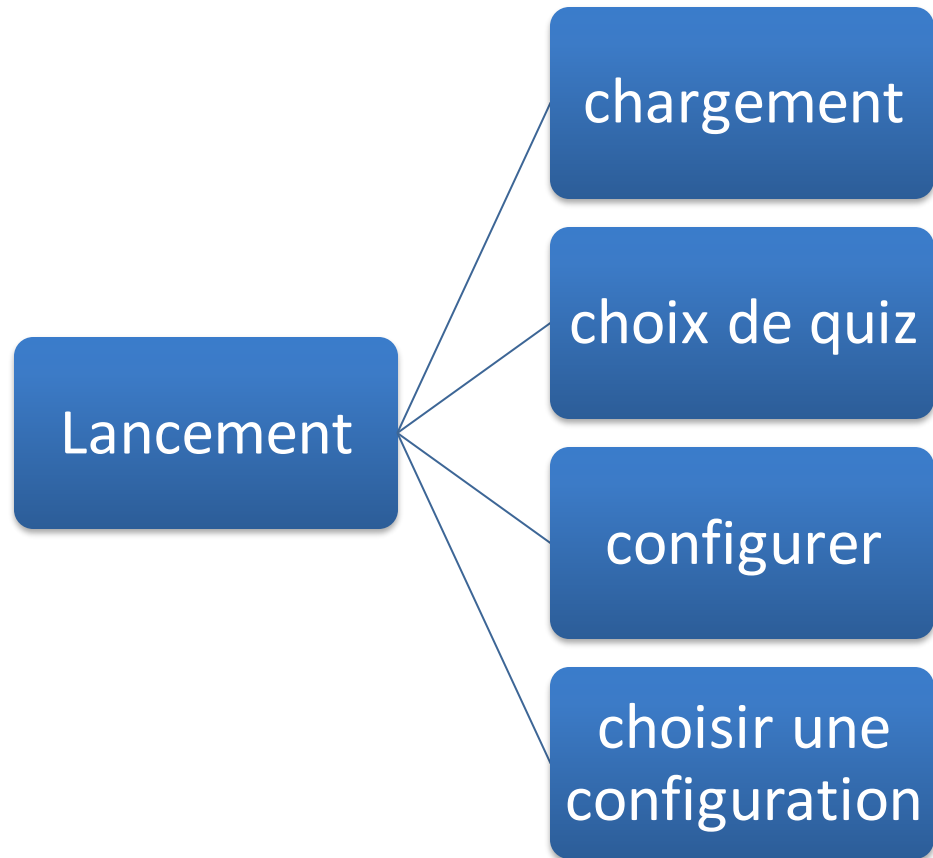 Lancement
chargement
choix de quiz
configurer
choisir une
configuration